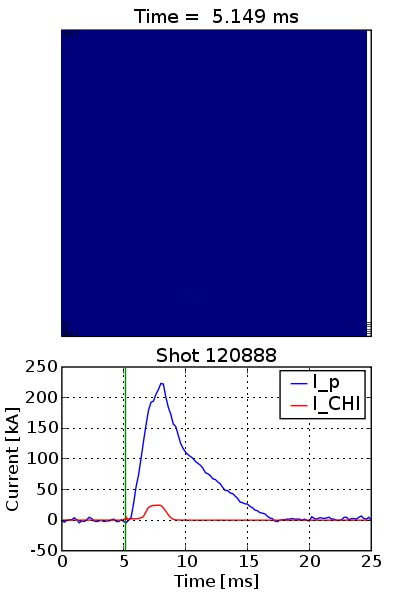 Time =  5.149 ms
Shot 120888
250
200
150
100
50
0
-50
Current [kA]
I_p
I_CHI
0 5 10 15 20 25
Time [ms]